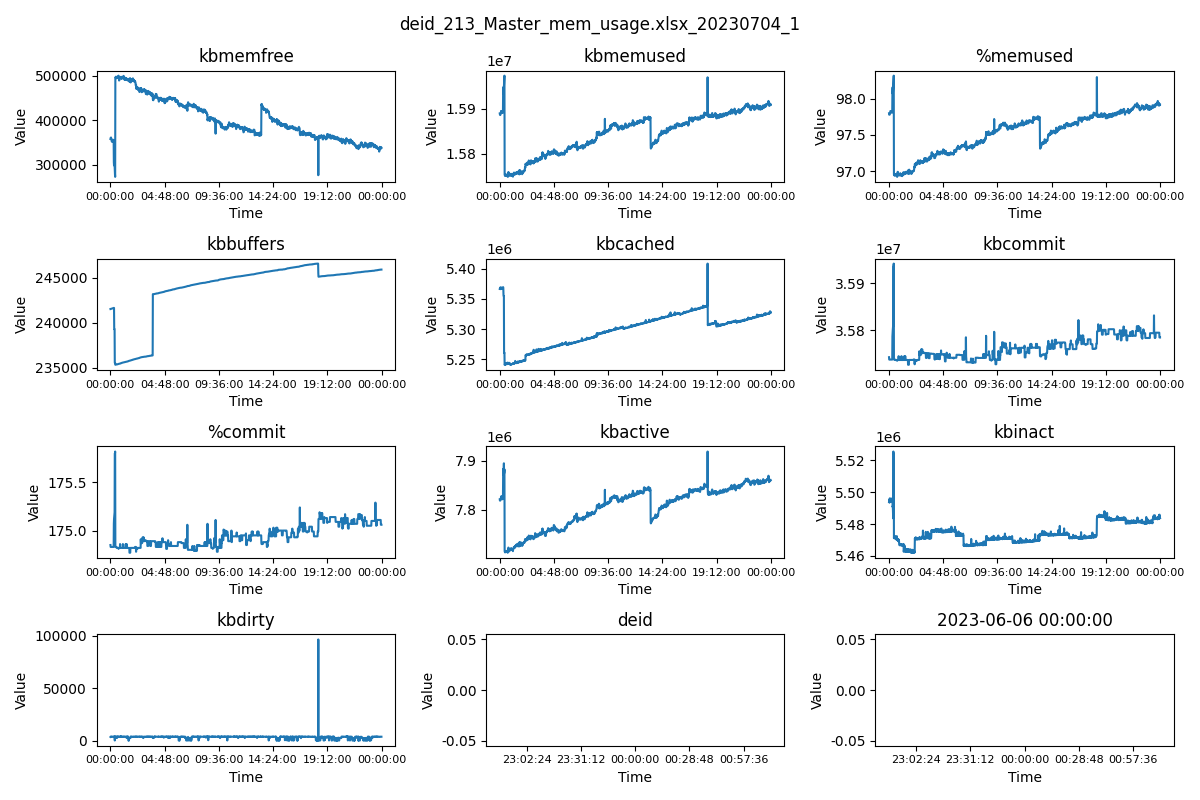 deid_213_Master_mem_usage.xlsx_20230704_1
kbmemfree
500000
400000
300000
Value
00:00:00 04:48:00 09:36:00 14:24:00 19:12:00 00:00:00
Time
kbmemused
1e7
1.59
1.58
Value
00:00:00 04:48:00 09:36:00 14:24:00 19:12:00 00:00:00
Time
%memused
98.0
97.5
97.0
Value
00:00:00 04:48:00 09:36:00 14:24:00 19:12:00 00:00:00
Time
kbbuffers
245000
240000
235000
Value
00:00:00 04:48:00 09:36:00 14:24:00 19:12:00 00:00:00
Time
kbcached
1e6
5.40
5.35
5.30
5.25
Value
00:00:00 04:48:00 09:36:00 14:24:00 19:12:00 00:00:00
Time
kbcommit
1e7
3.59
3.58
Value
00:00:00 04:48:00 09:36:00 14:24:00 19:12:00 00:00:00
Time
%commit
175.5
175.0
Value
00:00:00 04:48:00 09:36:00 14:24:00 19:12:00 00:00:00
Time
kbactive
1e6
7.9
7.8
Value
00:00:00 04:48:00 09:36:00 14:24:00 19:12:00 00:00:00
Time
kbinact
1e6
5.52
5.50
5.48
5.46
Value
00:00:00 04:48:00 09:36:00 14:24:00 19:12:00 00:00:00
Time
kbdirty
100000
50000
0
Value
00:00:00 04:48:00 09:36:00 14:24:00 19:12:00 00:00:00
Time
deid
0.05
0.00
-0.05
Value
23:02:24 23:31:12 00:00:00 00:28:48 00:57:36
Time
2023-06-06 00:00:00
0.05
0.00
-0.05
Value
23:02:24 23:31:12 00:00:00 00:28:48 00:57:36
Time